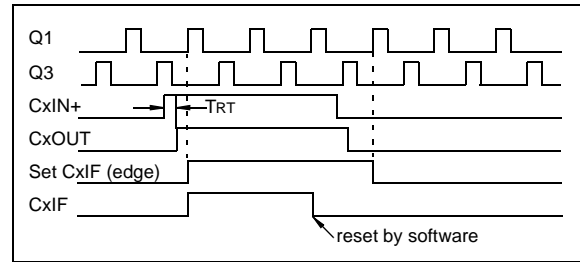 Q1
Q3
CxIN+
TRT
CxOUT
Set CxIF (edge)
CxIF
reset by software